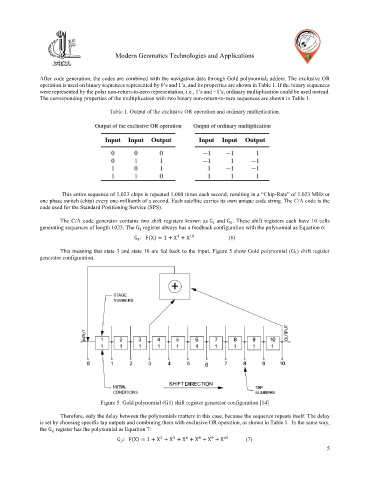 Modern Geomatics Technologies and Applications
After code generation, the codes are combined with the navigation data through Gold polynomials adders. The exclusive OR
operation is used on binary sequences represented by 0's and 1's, and its properties are shown in Table 1. If the binary sequences
were represented by the polar non-return-to-zero representation, i.e., 1's and −1's, ordinary multiplication could be used instead.
The corresponding properties of the multiplication with two binary non-return-to-zero sequences are shown in Table 1.
Table 1. Output of the exclusive OR operation and ordinary multiplication.
Output of the exclusive OR operation Output of ordinary multiplication
Input Input Output Input Input Output
0 0 0 −1 −1 1
0 1 1 −1 1 −1
1 0 1 1 −1 −1
1 1 0 1 1 1
This entire sequence of 1,023 chips is repeated 1,000 times each second, resulting in a "Chip-Rate" of 1.023 MHz or
one phase switch (chip) every one-millionth of a second. Each satellite carries its own unique code string. The C/A code is the
code used for the Standard Positioning Service (SPS).
The C/A code generator contains two shift registers known as G₁ and G₂. These shift registers each have 10 cells
generating sequences of length 1023. The G₁ register always has a feedback configuration with the polynomial as Equation 6:
G₁: F(X) = 1 + X³ + X¹⁰ (6)
This meaning that state 3 and state 10 are fed back to the input. Figure 5 show Gold polynomial (G₁) shift register
generator configuration.
+
STAGE
NUMBERS
INPUT
OUTPUT
1 2 3 4 5 6 7 8 9 10
1 1 1 1 1 1 1 1 1 1
0 1 2 3 4 5 6 7 8 9 10
INITIAL
CONDITIONS
SHIFT DIRECTION
TAP
NUMBERS
Figure 5. Gold polynomial (G1) shift register generator configuration [14]
Therefore, only the delay between the polynomials matters in this case, because the sequence repeats itself. The delay
is set by choosing specific tap outputs and combining them with exclusive OR operation, as shown in Table 1. In the same way,
the G₂ register has the polynomial as Equation 7:
G₂: F(X) = 1 + X² + X³ + X⁶ + X⁸ + X⁹ + X¹⁰ (7)
5